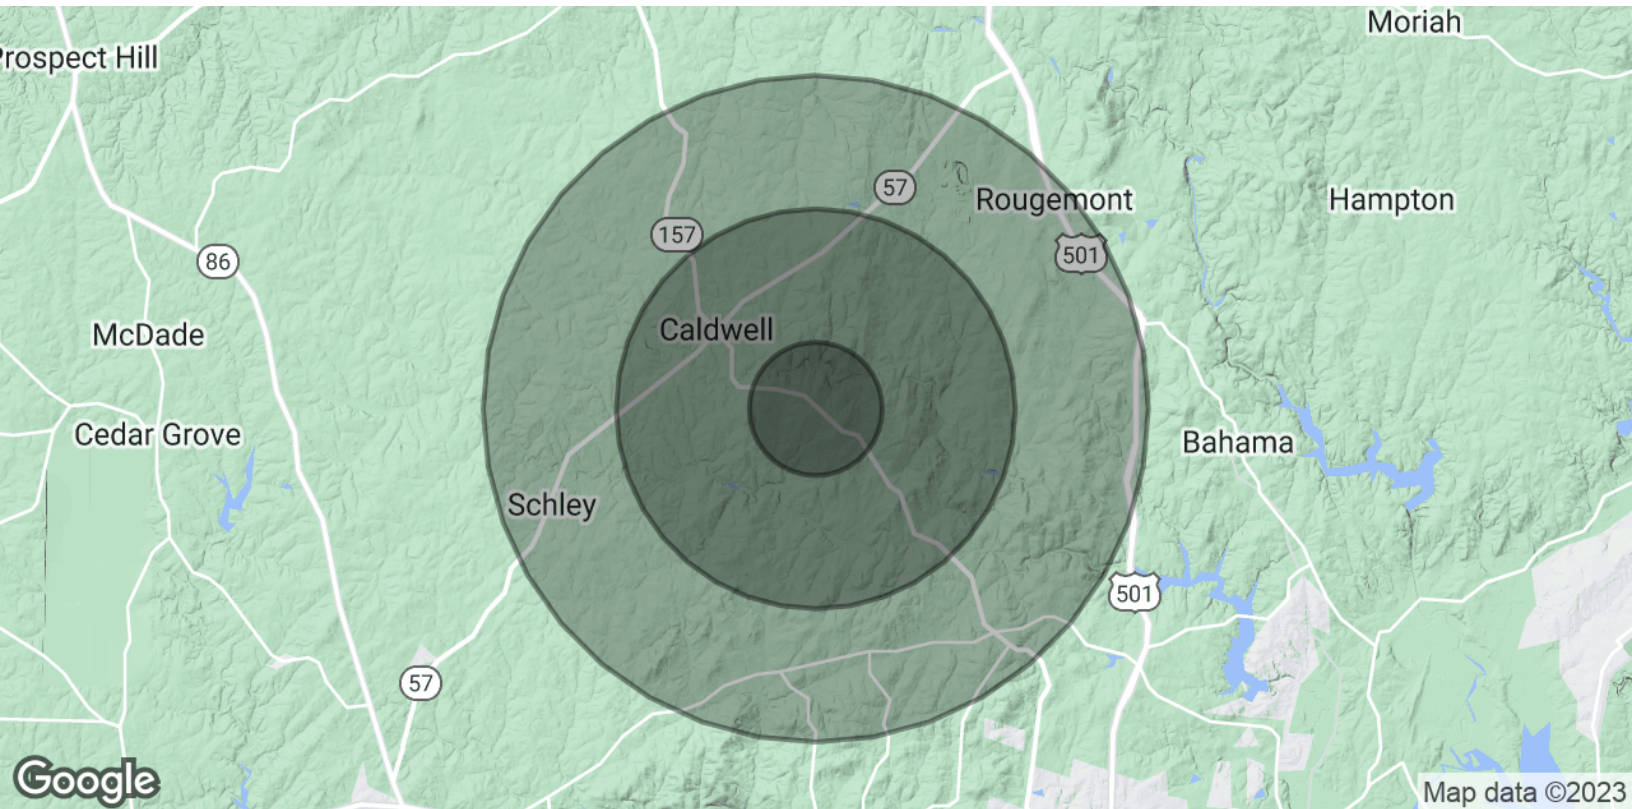 Moriah
Prospect Hill
57
Rougemont
Hampton
157
501
86
Caldwell
McDade
Cedar Grove
Bahama
Schley
501
57
Google
Map data ©2023